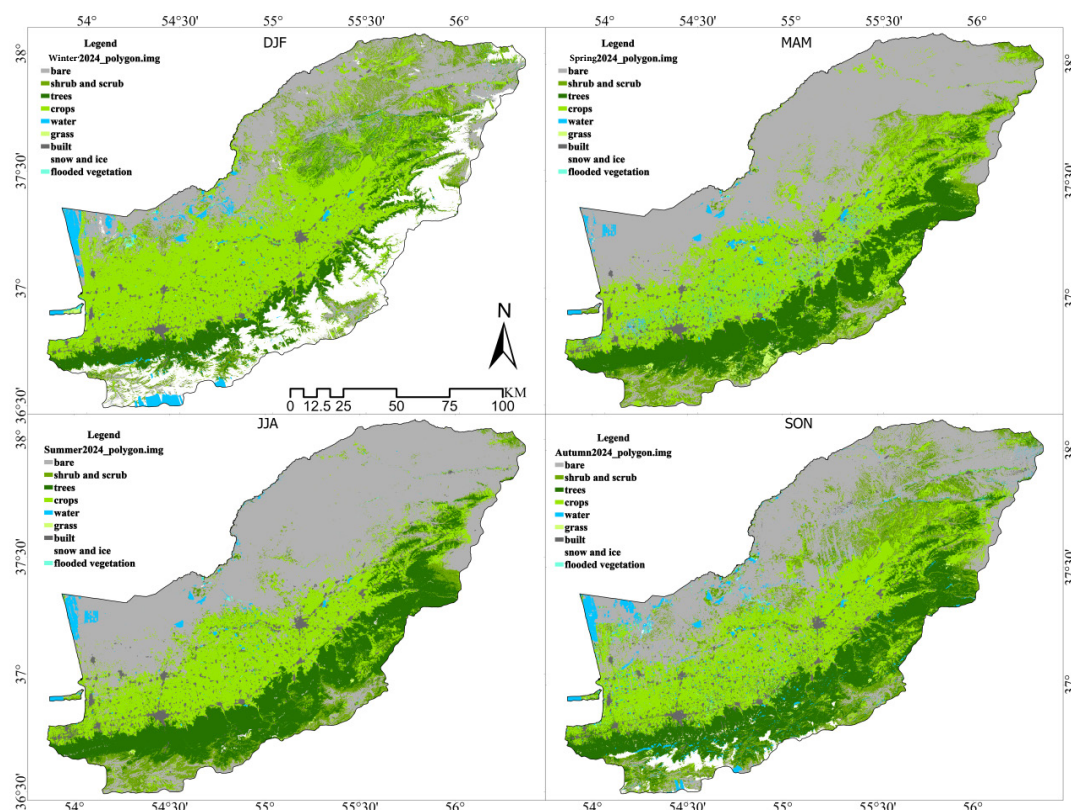 54° 54°30' 55° 55°30' 56° 54° 54°30' 55° 55°30' 56°
DJF
Legend
Winter2024_polygon.img
bare
shrub and scrub
trees
crops
water
grass
built
snow and ice
flooded vegetation
38°
37°30'
37°
36°30'
N
KM
0 12.5 25 50 75 100
MAM
Legend
Spring2024_polygon.img
bare
shrub and scrub
trees
crops
water
grass
built
snow and ice
flooded vegetation
38°
37°30'
37°
JJA
Legend
Summer2024_polygon.img
bare
shrub and scrub
trees
crops
water
grass
built
snow and ice
flooded vegetation
38°
37°30'
37°
36°30'
SON
Legend
Autumn2024_polygon.img
bare
shrub and scrub
trees
crops
water
grass
built
snow and ice
flooded vegetation
38°
37°30'
37°
36°30'
54° 54°30' 55° 55°30' 56° 54° 54°30' 55° 55°30' 56°